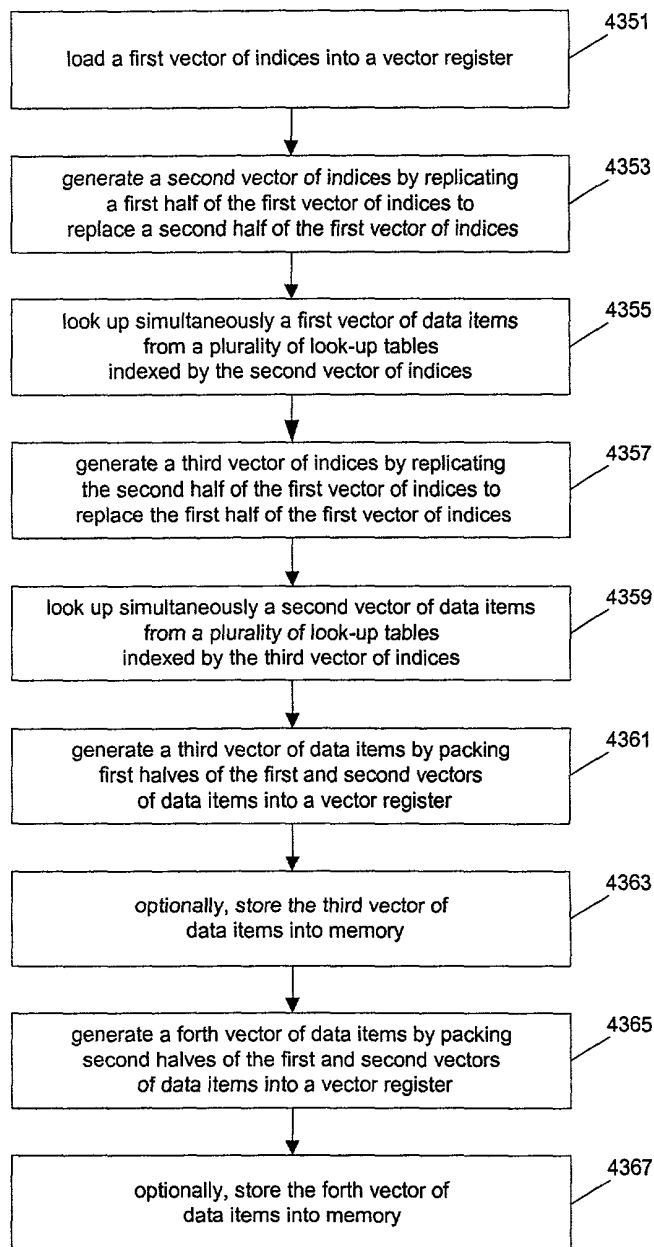 4351
load a first vector of indices into a vector register
4353
generate a second vector of indices by replicating
a first half of the first vector of indices to
replace a second half of the first vector of indices
4355
look up simultaneously a first vector of data items
from a plurality of look-up tables
indexed by the second vector of indices
4357
generate a third vector of indices by replicating
the second half of the first vector of indices to
replace the first half of the first vector of indices
4359
look up simultaneously a second vector of data items
from a plurality of look-up tables
indexed by the third vector of indices
4361
generate a third vector of data items by packing
first halves of the first and second vectors
of data items into a vector register
4363
optionally, store the third vector of
data items into memory
4365
generate a forth vector of data items by packing
second halves of the first and second vectors
of data items into a vector register
4367
optionally, store the forth vector of
data items into memory